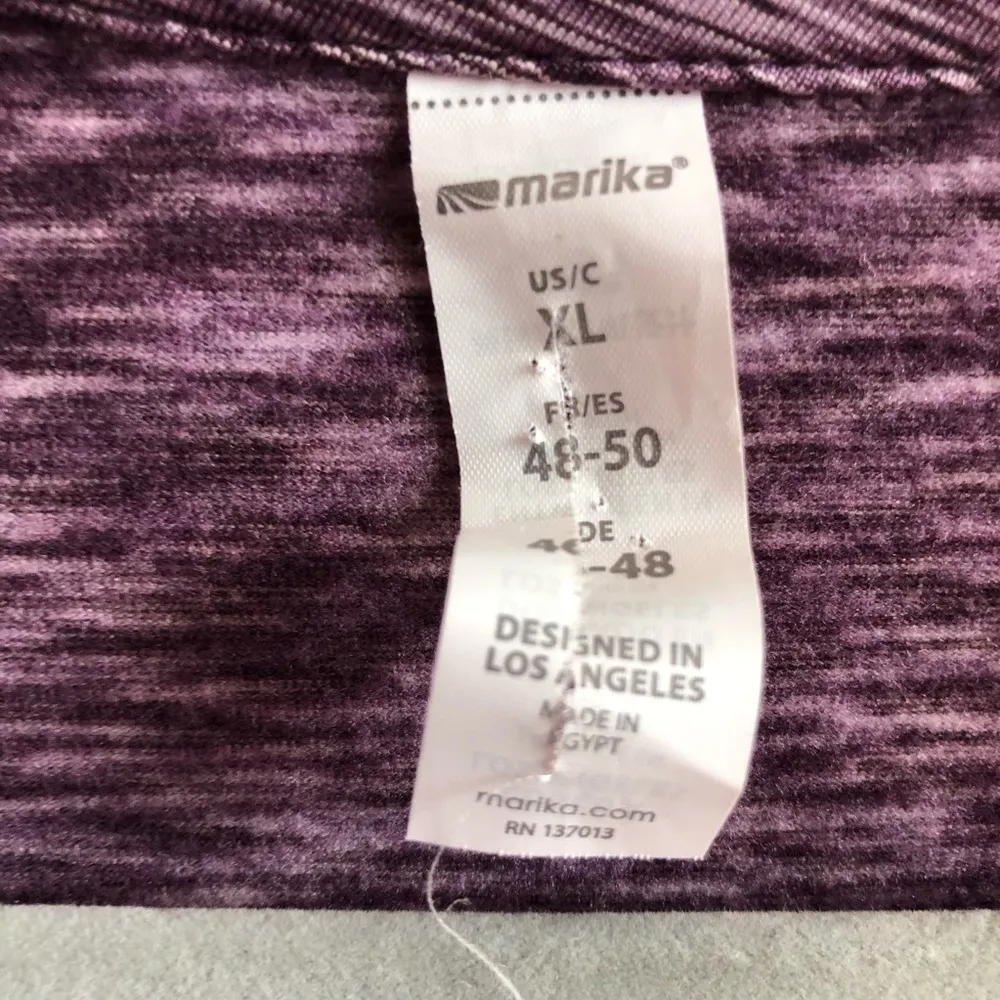 marika®
US/C
XL
FR/ES
48-50
DE
-48
DESIGNED IN
LOS ANGELES
MADE IN
EGYPT
marika.com
RN 137013